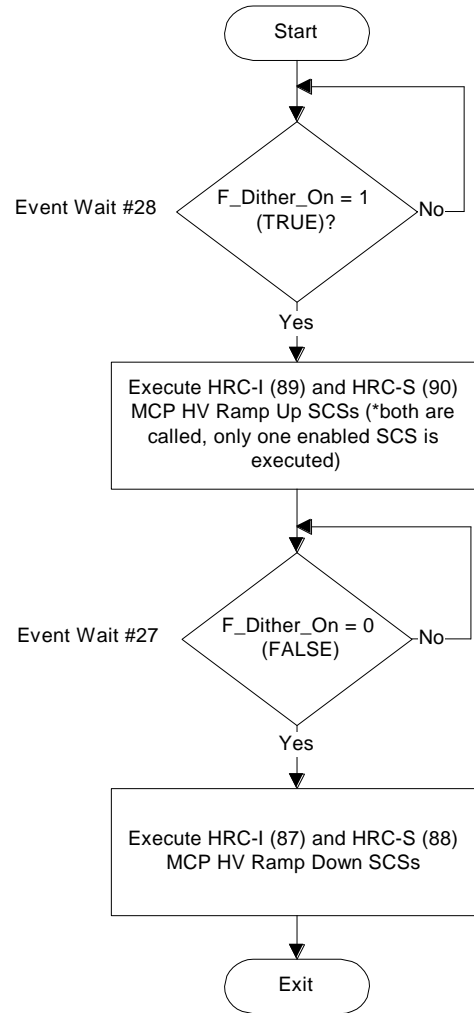 Start
Event Wait #28
F_Dither_On = 1
(TRUE)?
No
Yes
Execute HRC-I (89) and HRC-S (90)
MCP HV Ramp Up SCSs (*both are
called, only one enabled SCS is
executed)
Event Wait #27
F_Dither_On = 0
(FALSE)
No
Yes
Execute HRC-I (87) and HRC-S (88)
MCP HV Ramp Down SCSs
Exit